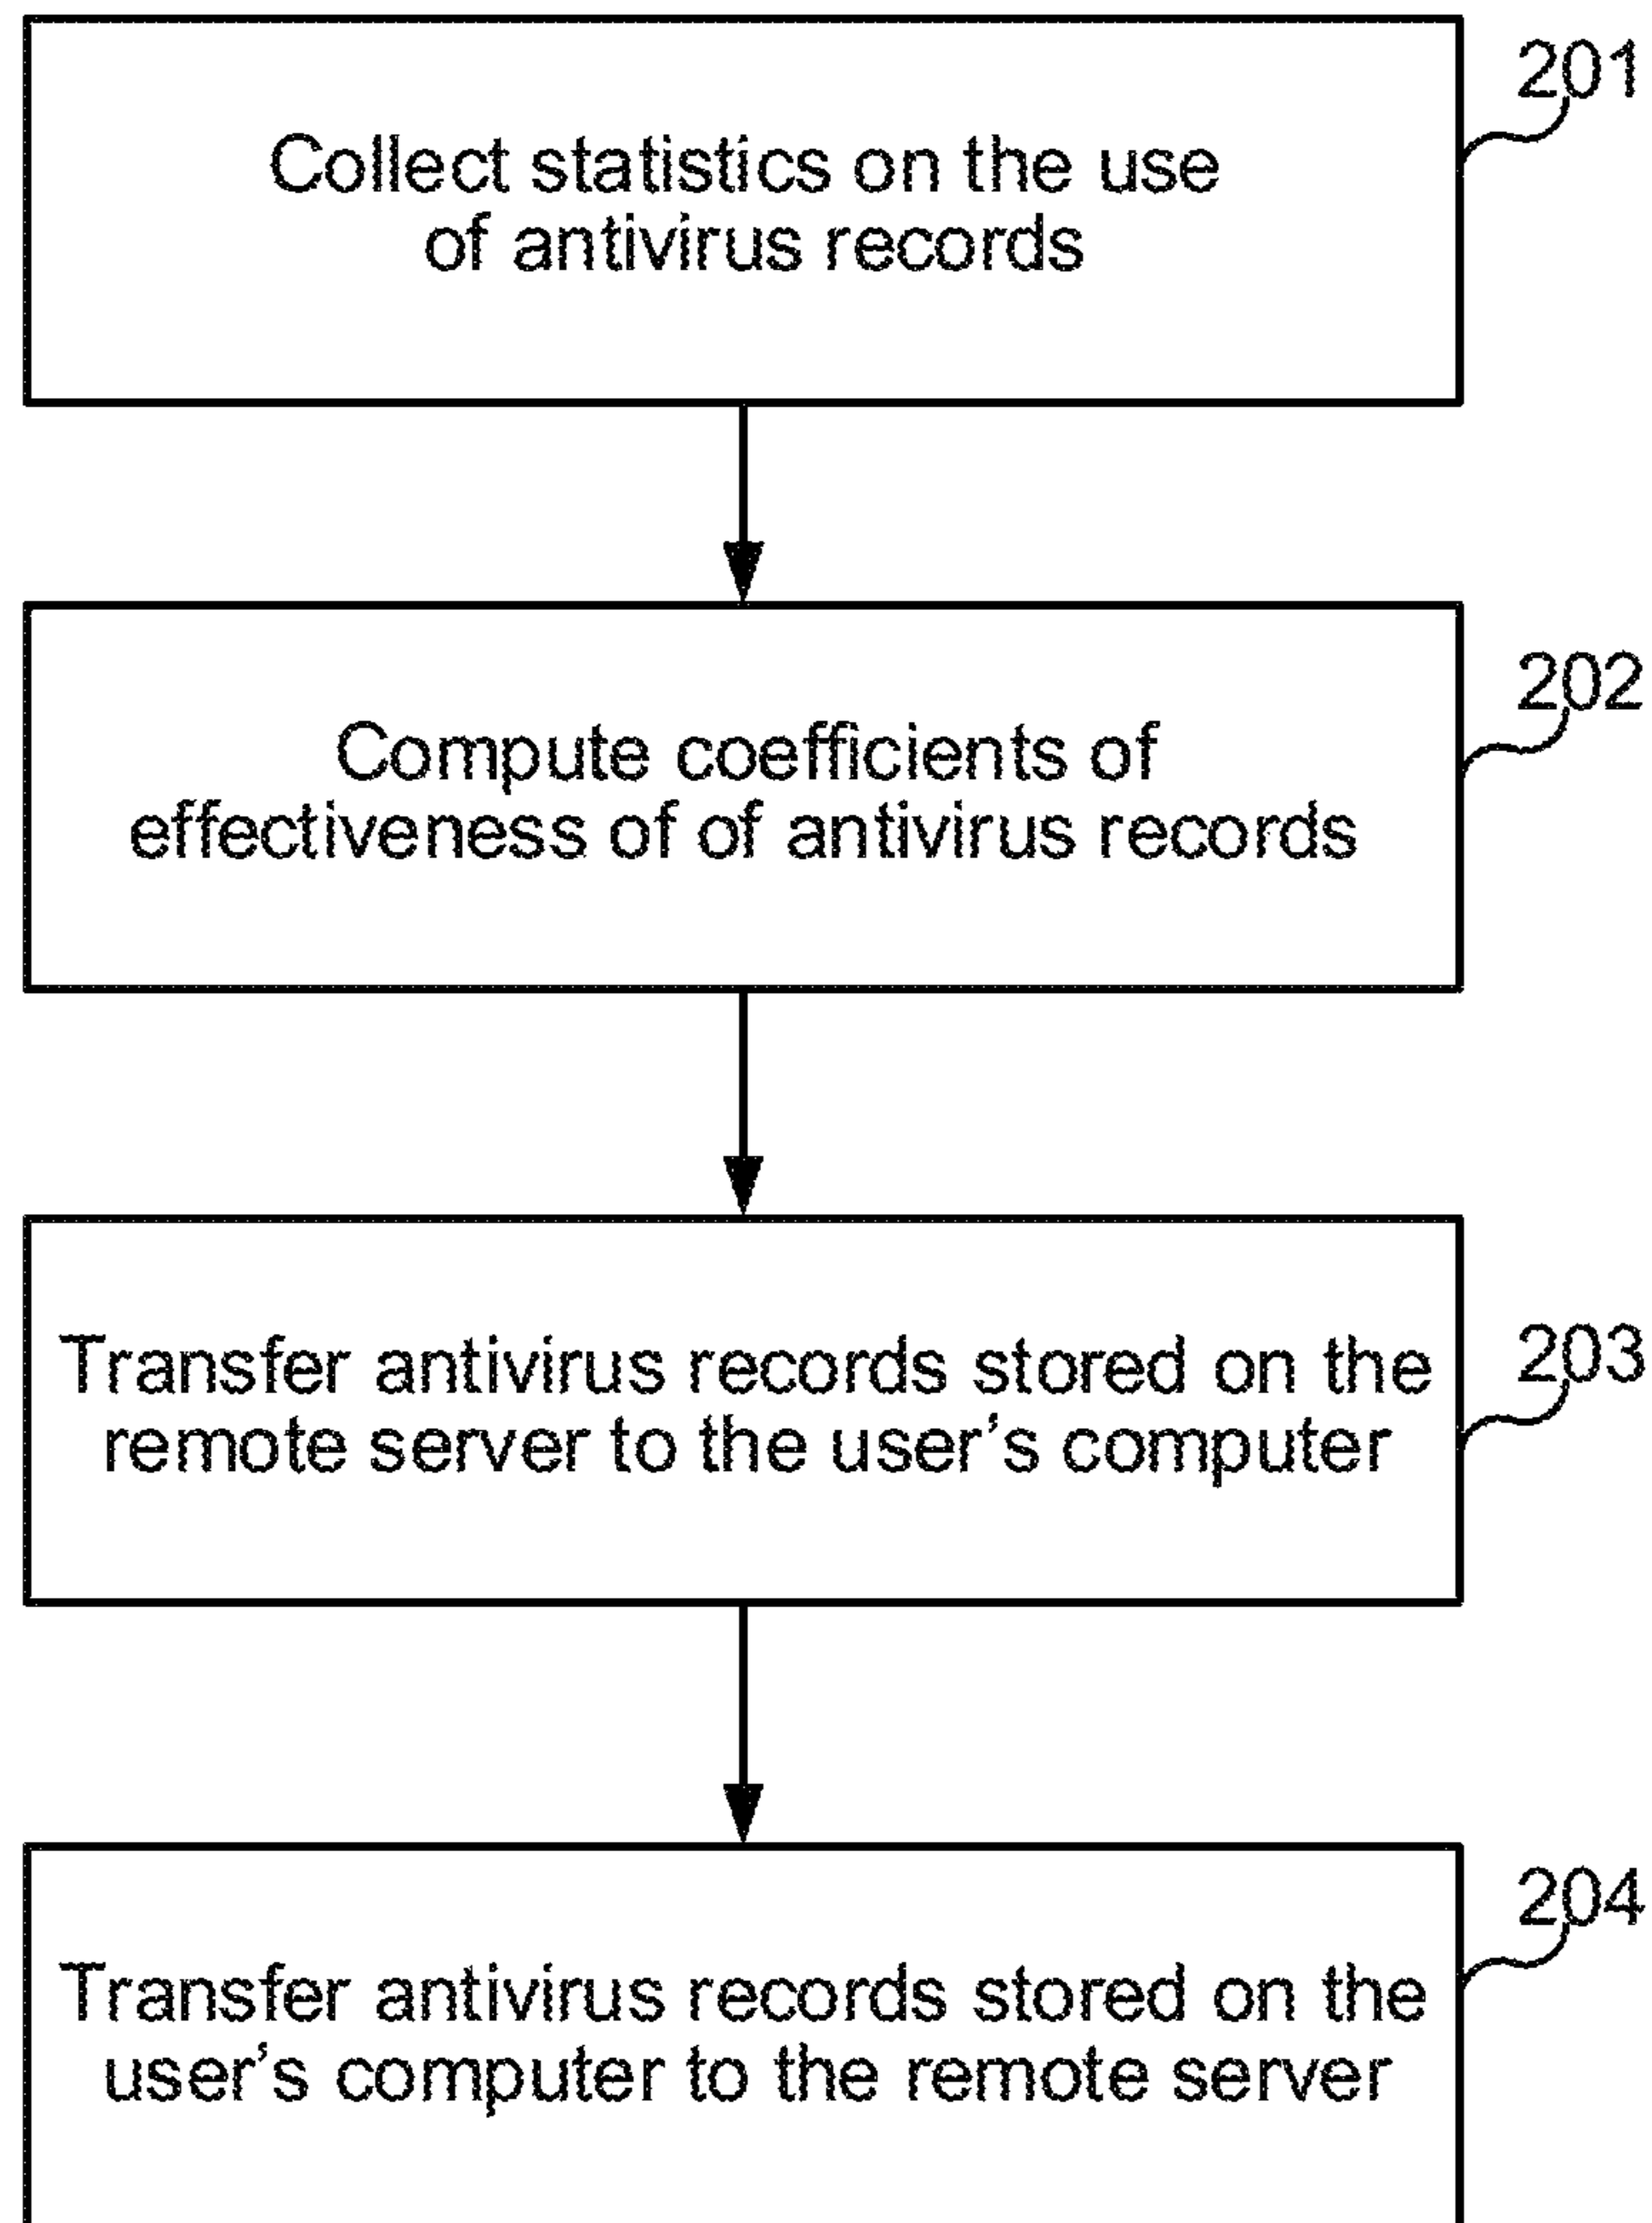 201
Collect statistics on the use
of antivirus records
202
Compute coefficients of
effectiveness of of antivirus records
203
Transfer antivirus records stored on the
remote server to the user's computer
204
Transfer antivirus records stored on the
user's computer to the remote server